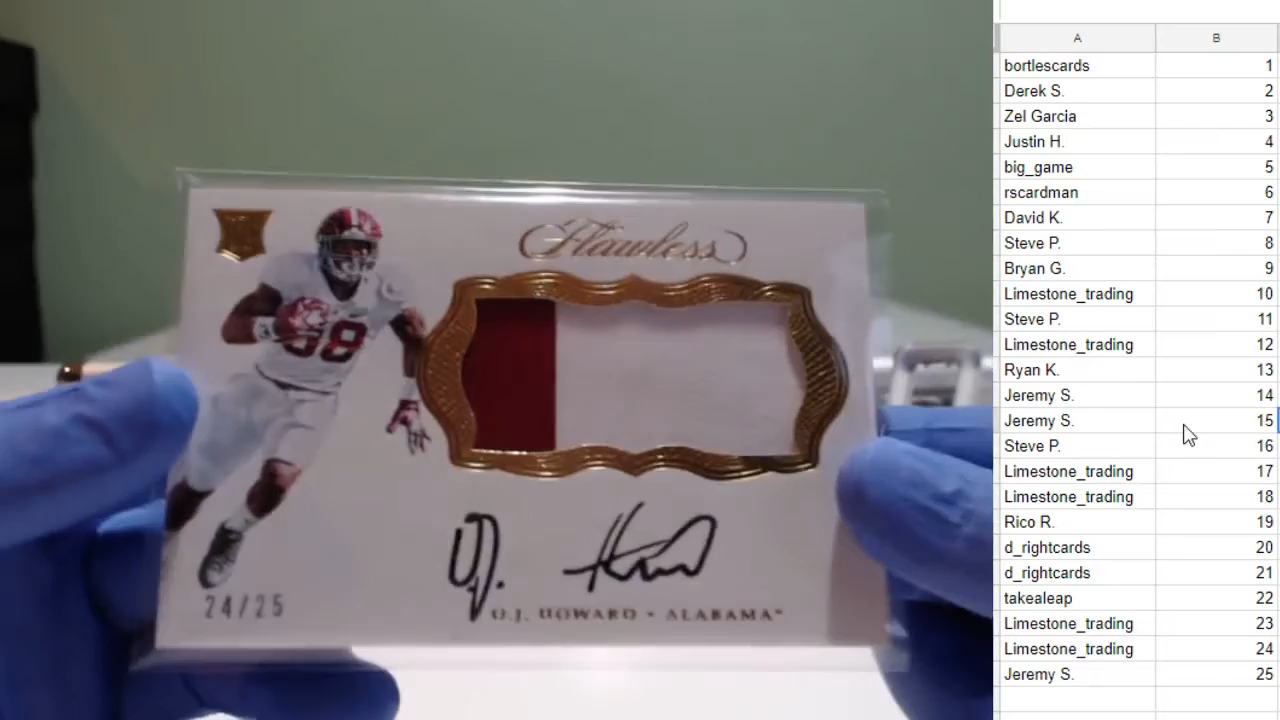 Flawless
88
O.J. Howard
24/25
O.J. HOWARD • ALABAMA
A B
bortlescards 1
Derek S. 2
Zel Garcia 3
Justin H. 4
big_game 5
rscardman 6
David K. 7
Steve P. 8
Bryan G. 9
Limestone_trading 10
Steve P. 11
Limestone_trading 12
Ryan K. 13
Jeremy S. 14
Jeremy S. 15
Steve P. 16
Limestone_trading 17
Limestone_trading 18
Rico R. 19
d_rightcards 20
d_rightcards 21
takealeap 22
Limestone_trading 23
Limestone_trading 24
Jeremy S. 25